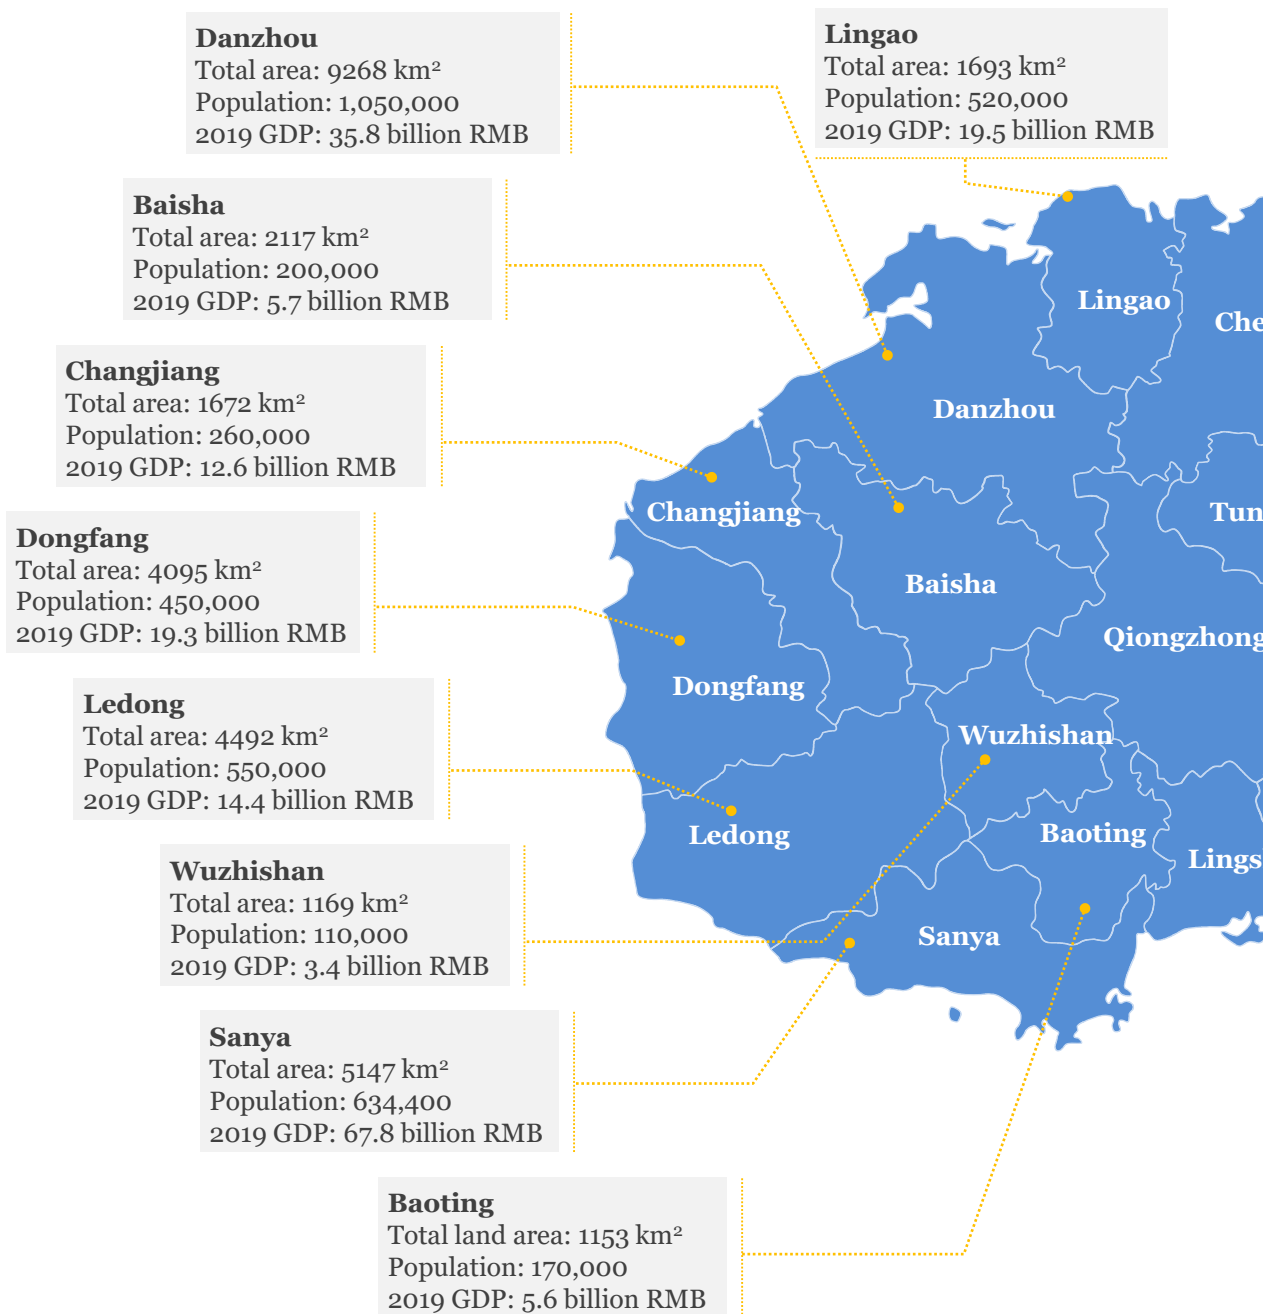 Danzhou
Total area: 9268 km²
Population: 1,050,000
2019 GDP: 35.8 billion RMB
Lingao
Total area: 1693 km²
Population: 520,000
2019 GDP: 19.5 billion RMB
Baisha
Total area: 2117 km²
Population: 200,000
2019 GDP: 5.7 billion RMB
Changjiang
Total area: 1672 km²
Population: 260,000
2019 GDP: 12.6 billion RMB
Dongfang
Total area: 4095 km²
Population: 450,000
2019 GDP: 19.3 billion RMB
Ledong
Total area: 4492 km²
Population: 550,000
2019 GDP: 14.4 billion RMB
Wuzhishan
Total area: 1169 km²
Population: 110,000
2019 GDP: 3.4 billion RMB
Sanya
Total area: 5147 km²
Population: 634,400
2019 GDP: 67.8 billion RMB
Baoting
Total land area: 1153 km²
Population: 170,000
2019 GDP: 5.6 billion RMB
Lingao
Che
Danzhou
Changjiang
Tun
Baisha
Qiongzhong
Dongfang
Wuzhishan
Ledong
Baoting
Lings
Sanya